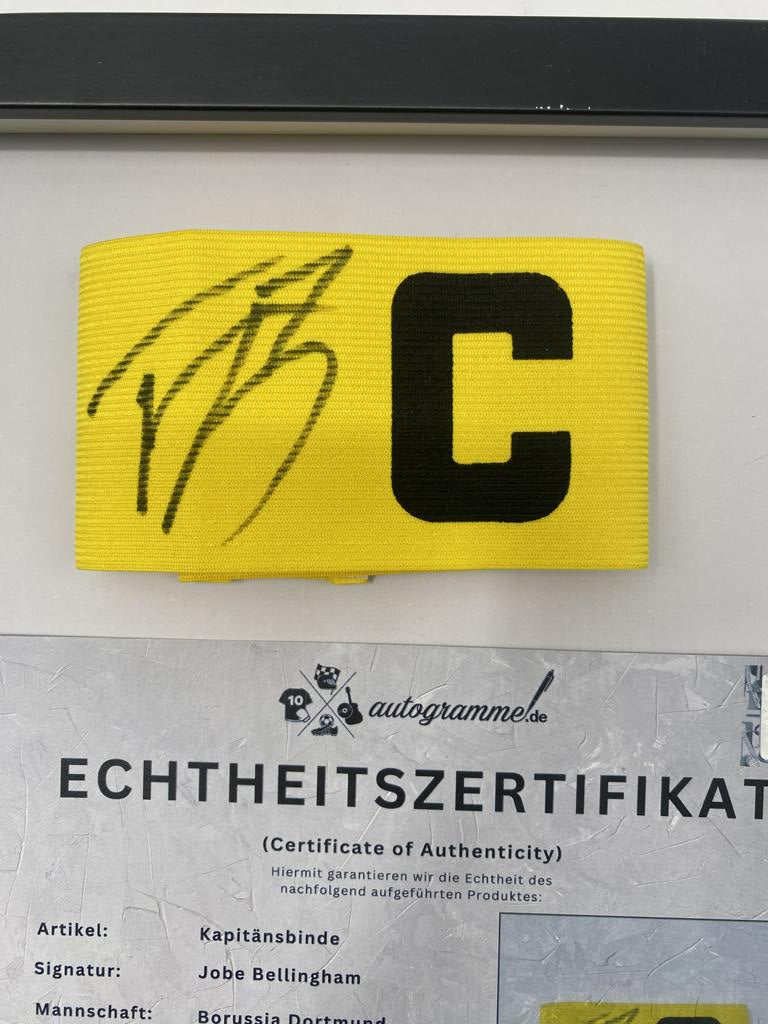 C
10
autogramme.de
ECHTHEITSZERTIFIKAT
(Certificate of Authenticity)
Hiermit garantieren wir die Echtheit des
nachfolgend aufgeführten Produktes:
Artikel: Kapitänsbinde
Signatur: Jobe Bellingham
Mannschaft: Borussia Dortmund